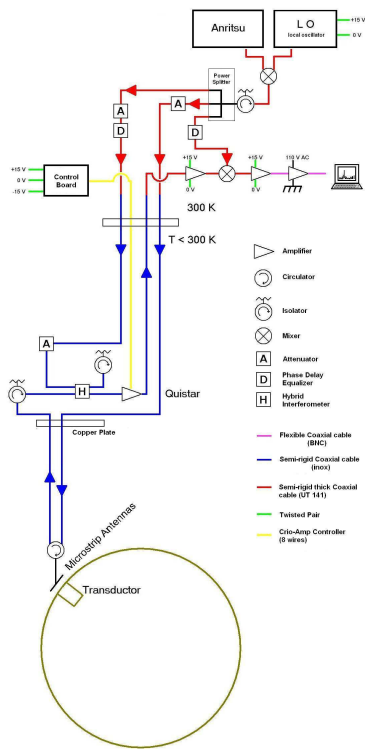 Anritsu
L O
local oscillator
+15 V
0 V
Power
Splitter
A
A
D
D
+15 V
0 V
-15 V
Control
Board
+15 V
0 V
+15 V
0 V
110 V AC
300 K
T < 300 K
Amplifier
Circulator
Isolator
Mixer
A
Attenuator
D
Phase Delay
Equalizer
H
Hybrid
Interferometer
A
H
Quistar
Copper Plate
Flexible Coaxial cable
(BNC)
Semi-rigid Coaxial cable
(inox)
Semi-rigid thick Coaxial
cable (UT 141)
Twisted Pair
Crio-Amp Controller
(8 wires)
Microstrip Antennas
Transductor